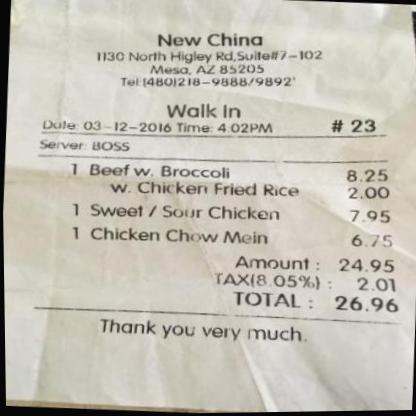 New China
1130 North Higley Rd,Suite#7-102
Mesa, AZ 85205
Tel:(480)218-9888/9892'
Walk In
Date: 03-12-2016 Time: 4:02PM # 23
Server: BOSS
1 Beef w. Broccoli 8.25
w. Chicken Fried Rice 2.00
1 Sweet / Sour Chicken 7.95
1 Chicken Chow Mein 6.75
Amount : 24.95
TAX(8.05%) : 2.01
TOTAL : 26.96
Thank you very much.